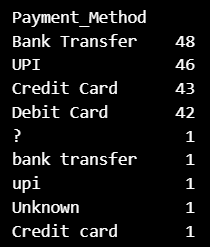 Payment_Method
Bank Transfer 48
UPI 46
Credit Card 43
Debit Card 42
? 1
bank transfer 1
upi 1
Unknown 1
Credit card 1